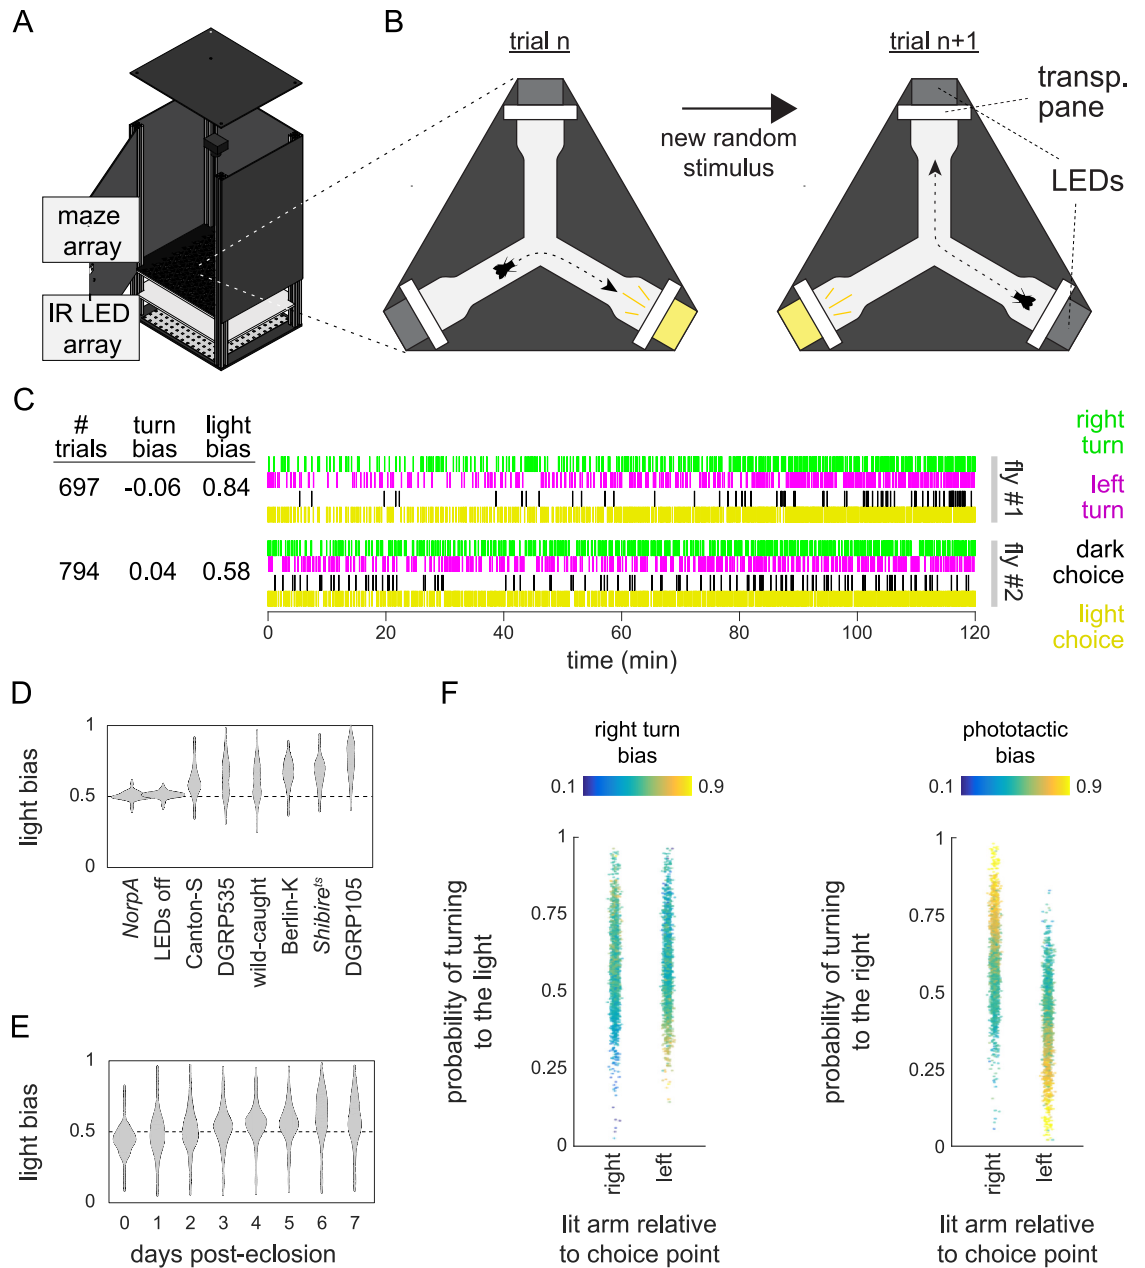 A
maze
array
IR LED
array
B
trial n
new random
stimulus
trial n+1
transp.
pane
LEDs
C
#
trials
turn
bias
light
bias
697
-0.06
0.84
794
0.04
0.58
fly #1
fly #2
right
turn
left
turn
dark
choice
light
choice
0
20
40
60
80
100
120
time (min)
D
light bias
1
0.5
0
NorpA
LEDs off
Canton-S
DGRP535
wild-caught
Berlin-K
Shibire^ts
DGRP105
E
light bias
1
0.5
0
0 1 2 3 4 5 6 7
days post-eclosion
F
right turn
bias
0.1
0.9
probability of turning
to the light
1
0.75
0.5
0.25
0
right
left
lit arm relative
to choice point
phototactic
bias
0.1
0.9
probability of turning
to the right
1
0.75
0.5
0.25
0
right
left
lit arm relative
to choice point